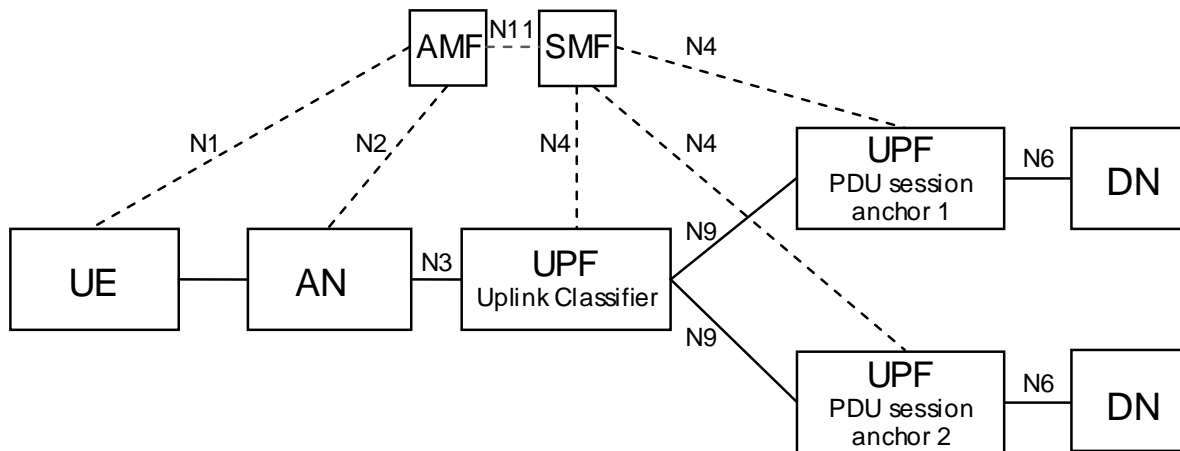 AMF
N11
SMF
N4
N1
N2
N4
N4
UPF
PDU session
anchor 1
N6
DN
UE
AN
N3
UPF
Uplink Classifier
N9
N9
UPF
PDU session
anchor 2
N6
DN